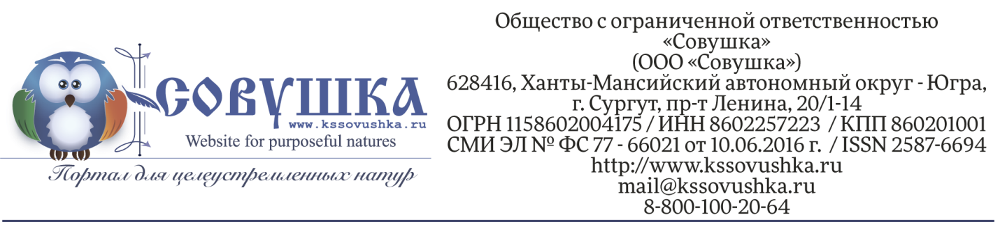 СОВУШКА
www.kssovushka.ru
Website for purposeful natures
Портал для целеустремленных натур
Общество с ограниченной ответственностью
«Совушка»
(ООО «Совушка»)
628416, Ханты-Мансийский автономный округ - Югра,
г. Сургут, пр-т Ленина, 20/1-14
ОГРН 1158602004175 / ИНН 8602257223 / КПП 860201001
СМИ ЭЛ № ФС 77 - 66021 от 10.06.2016 г. / ISSN 2587-6694
http://www.kssovushka.ru
mail@kssovushka.ru
8-800-100-20-64